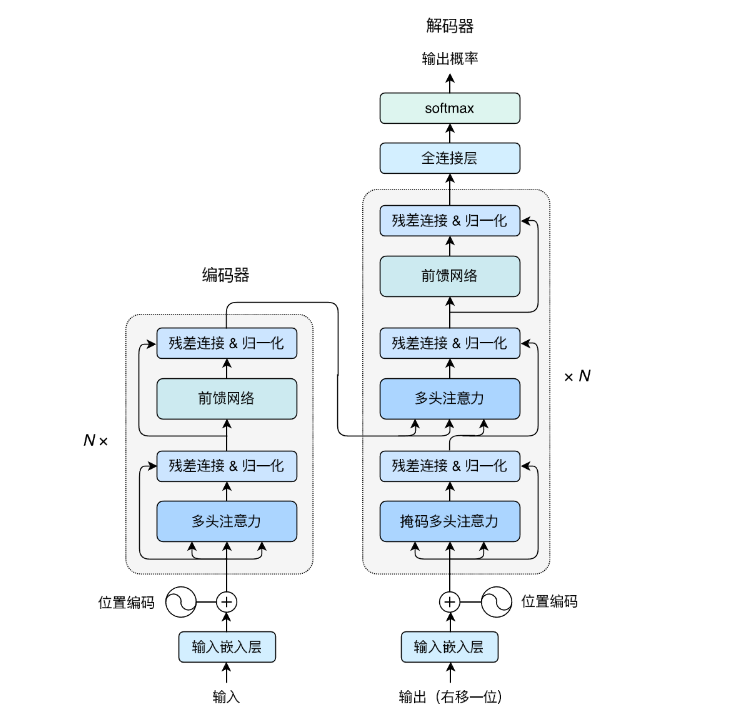 解码器
输出概率
softmax
全连接层
残差连接 & 归一化
前馈网络
残差连接 & 归一化
多头注意力
残差连接 & 归一化
掩码多头注意力
× N
位置编码
输入嵌入层
输出（右移一位）
编码器
残差连接 & 归一化
前馈网络
残差连接 & 归一化
多头注意力
N ×
位置编码
输入嵌入层
输入